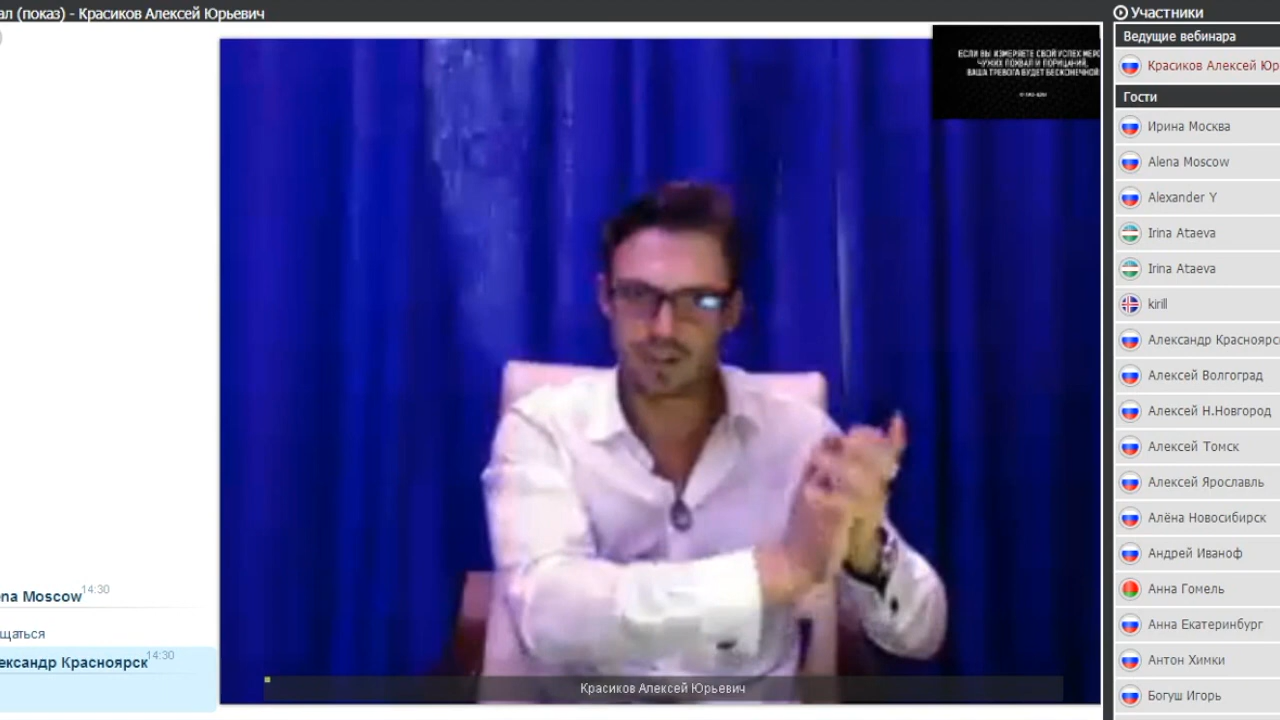 ал (показ) - Красиков Алексей Юрьевич
ЕСЛИ ВЫ ИЗМЕРЯЕТЕ СВОЙ УСПЕХ МЕРО
ЧУЖИХ ПОХВАЛ И ПОРИЦАНИЙ,
ВАША ТРЕВОГА БУДЕТ БЕСКОНЕЧНОЙ
Участники
Ведущие вебинара
Красиков Алексей Юр
Гости
Ирина Москва
Alena Moscow
Alexander Y
Irina Ataeva
Irina Ataeva
kirill
Александр Красноярс
Алексей Волгоград
Алексей Н.Новгород
Алексей Томск
Алексей Ярославль
Алёна Новосибирск
Андрей Иваноф
Анна Гомель
Анна Екатеринбург
Антон Химки
Богуш Игорь
na Moscow 14:30
щаться
ександр Красноярск 14:30
Красиков Алексей Юрьевич